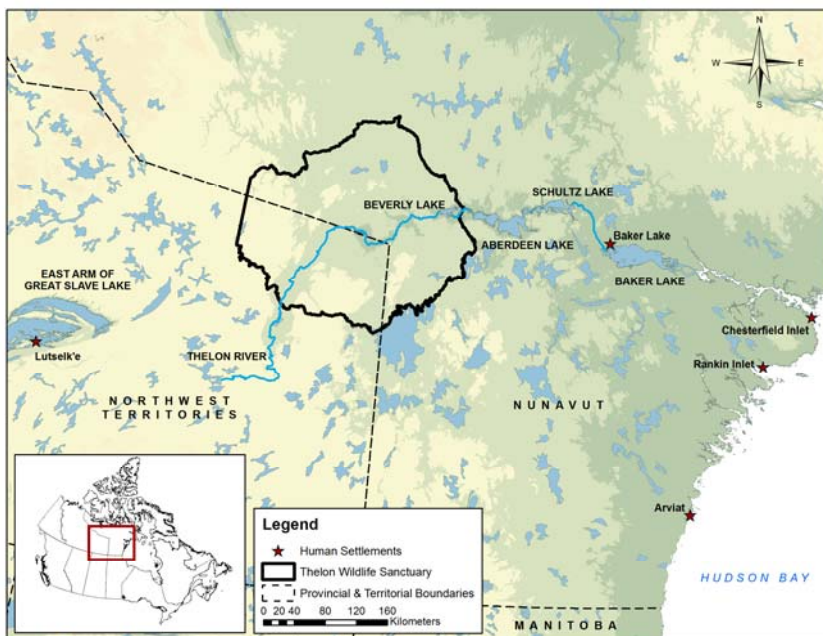 N
W E
S
BEVERLY LAKE
SCHULTZ LAKE
Baker Lake
ABERDEEN LAKE
BAKER LAKE
EAST ARM OF
GREAT SLAVE LAKE
Lutselk'e
Chesterfield Inlet
THELON RIVER
Rankin Inlet
NORTHWEST
TERRITORIES
NUNAVUT
Arviat
Legend
Human Settlements
Thelon Wildlife Sanctuary
Provincial & Territorial Boundaries
0 20 40 80 120 160
Kilometers
HUDSON BAY
MANITOBA